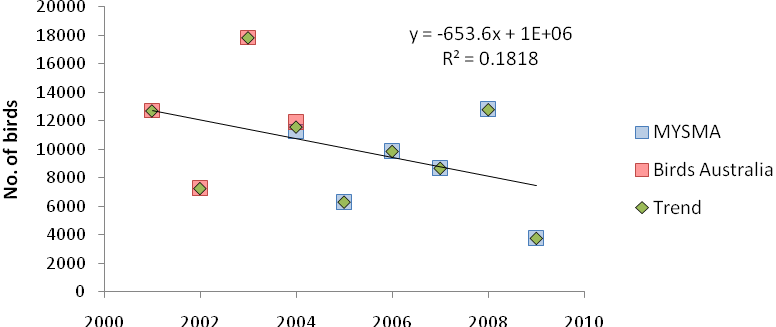 20000
18000
16000
14000
12000
10000
8000
6000
4000
2000
0
No. of birds
y = -653.6x + 1E+06
R² = 0.1818
MYSMA
Birds Australia
Trend
2000 2002 2004 2006 2008 2010